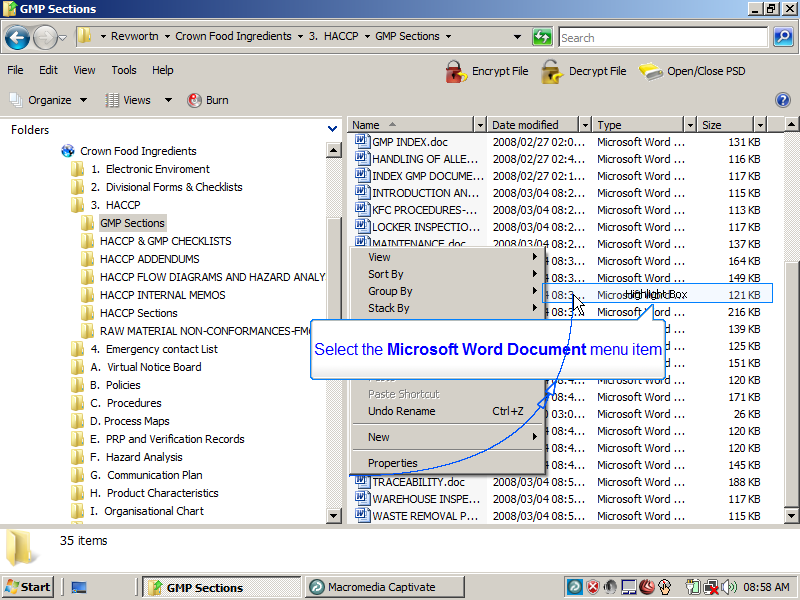 GMP Sections
Revwortn Crown Food Ingredients 3. HACCP GMP Sections Search
File Edit View Tools Help Encrypt File Decrypt File Open/Close PSD
Organize Views Burn
Folders
Name Date modified Type Size
Crown Food Ingredients
1. Electronic Enviroment
2. Divisional Forms & Checklists
3. HACCP
GMP Sections
HACCP & GMP CHECKLISTS
HACCP ADDENDUMS
HACCP FLOW DIAGRAMS AND HAZARD ANALY
HACCP INTERNAL MEMOS
HACCP Sections
RAW MATERIAL NON-CONFORMANCES-FM
4. Emergency contact List
A. Virtual Notice Board
B. Policies
C. Procedures
D. Process Maps
E. PRP and Verification Records
F. Hazard Analysis
G. Communication Plan
H. Product Characteristics
I. Organisational Chart
GMP INDEX.doc 2008/02/27 02:0... Microsoft Word ... 131 KB
HANDLING OF ALLE... 2008/02/27 02:4... Microsoft Word ... 116 KB
INDEX GMP DOCUME... 2008/02/27 02:1... Microsoft Word ... 117 KB
INTRODUCTION AN... 2008/03/04 08:2... Microsoft Word ... 115 KB
KFC PROCEDURES-... 2008/03/04 08:2... Microsoft Word ... 113 KB
LOCKER INSPECTIO... 2008/03/04 08:2... Microsoft Word ... 117 KB
MAINTENANCE.doc 2008/03/04 08:2... Microsoft Word ... 137 KB
View 4 08:3... Microsoft Word ... 164 KB
Sort By 4 08:3... Microsoft Word ... 149 KB
Group By 4 08:3... Microsoft Word ... 121 KB
Highlight Box
Stack By 4 08:3... Microsoft Word ... 216 KB
139 KB
Select the Microsoft Word Document menu item
125 KB
151 KB
4 08:4... Microsoft Word ... 120 KB
Paste Shortcut 4 08:4... Microsoft Word ... 171 KB
Undo Rename Ctrl+Z 03:0... Microsoft Word ... 26 KB
4 08:4... Microsoft Word ... 120 KB
New 4 08:4... Microsoft Word ... 120 KB
Properties 4 08:4... Microsoft Word ... 145 KB
TRACEABILITY.doc 2008/03/04 08:5... Microsoft Word ... 188 KB
WAREHOUSE INSPE... 2008/03/04 08:5... Microsoft Word ... 117 KB
WASTE REMOVAL P... 2008/03/04 08:5... Microsoft Word ... 115 KB
35 items
Start GMP Sections Macromedia Captivate 08:58 AM